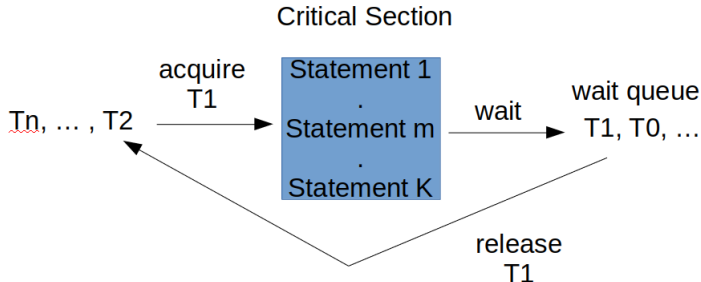 Critical Section
acquire
T1
Tn, ... , T2
Statement 1
.
Statement m
.
Statement K
wait
wait queue
T1, T0, ...
release
T1